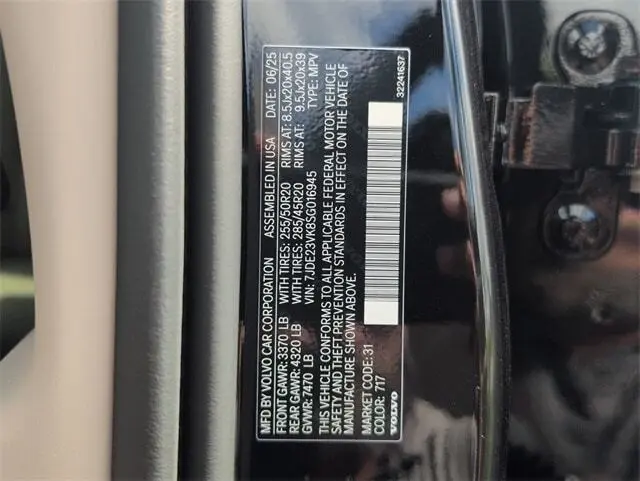 MFD BY VOLVO CAR CORPORATION ASSEMBLED IN USA DATE: 06/25
FRONT GAWR: 3370 LB WITH TIRES: 255/50R20 RIMS AT: 8.5Jx20x40.5
REAR GAWR: 4320 LB WITH TIRES: 285/45R20 RIMS AT: 9.5Jx20x39
GVWR: 7470 LB VIN: 7JDE23VK8SG016945 TYPE: MPV
THIS VEHICLE CONFORMS TO ALL APPLICABLE FEDERAL MOTOR VEHICLE
SAFETY AND THEFT PREVENTION STANDARDS IN EFFECT ON THE DATE OF
MANUFACTURE SHOWN ABOVE.
MARKET CODE: 31
COLOR: 717
VOLVO
32241637